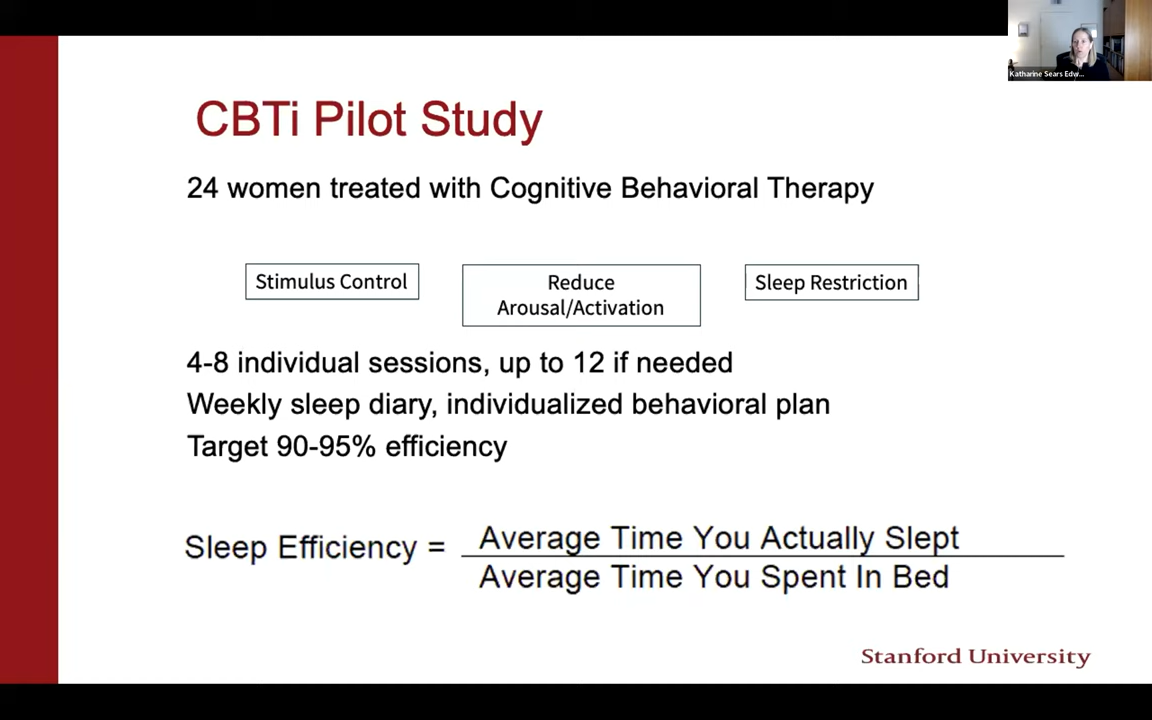 Katharine Sears Edw...
CBTi Pilot Study
24 women treated with Cognitive Behavioral Therapy
Stimulus Control
Reduce
Arousal/Activation
Sleep Restriction
4-8 individual sessions, up to 12 if needed
Weekly sleep diary, individualized behavioral plan
Target 90-95% efficiency
Sleep Efficiency =
Average Time You Actually Slept
Average Time You Spent In Bed
Stanford University